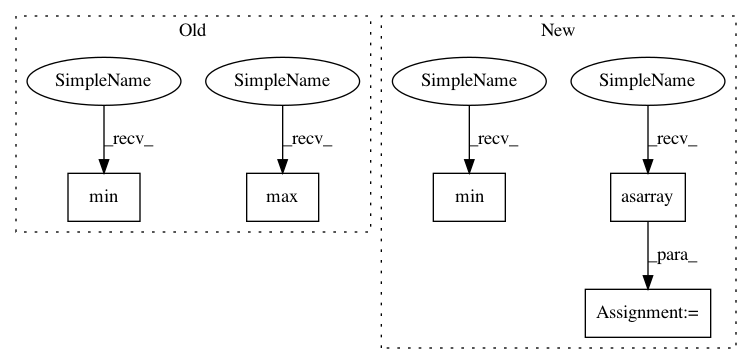 Old
New
SimpleName
SimpleName
SimpleName
SimpleName
_recv_
_recv_
_recv_
_recv_
min
max
min
asarray
_para_
Assignment:=